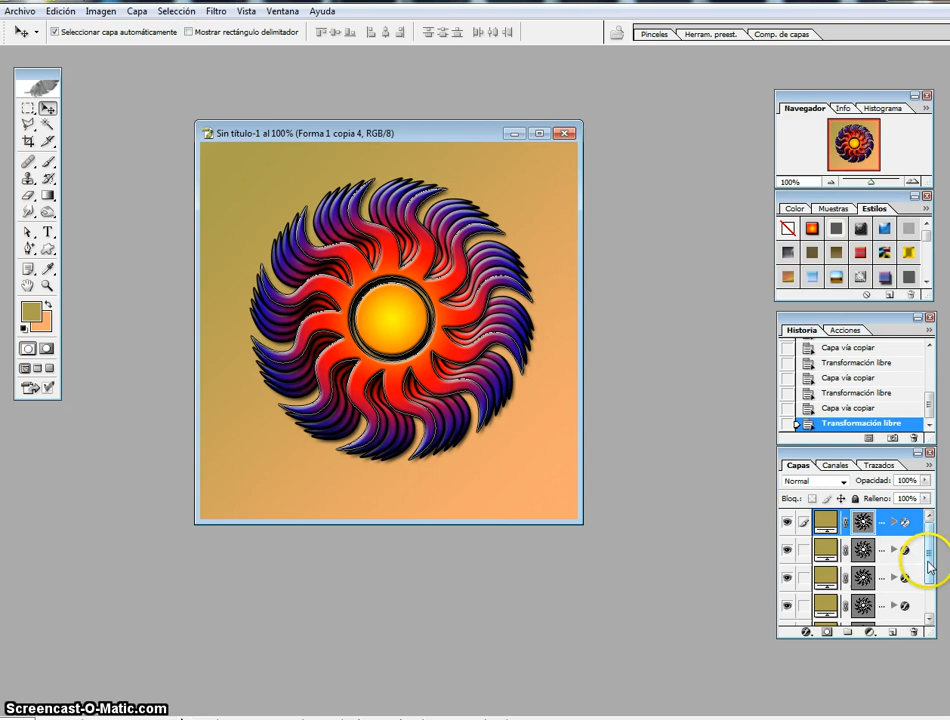 Archivo Edición Imagen Capa Selección Filtro Vista Ventana Ayuda
Seleccionar capa automáticamente Mostrar rectángulo delimitador
Pinceles Herram. preest. Comp. de capas
Sin título-1 al 100% (Forma 1 copia 4, RGB/8)
Navegador Info Histograma
100%
Color Muestras Estilos
Historia Acciones
Capa vía copiar
Transformación libre
Capa vía copiar
Transformación libre
Capa vía copiar
Transformación libre
Capas Canales Trazados
Normal Opacidad: 100%
Bloq.: Relleno: 100%
...
...
...
...
Screencast-O-Matic.com